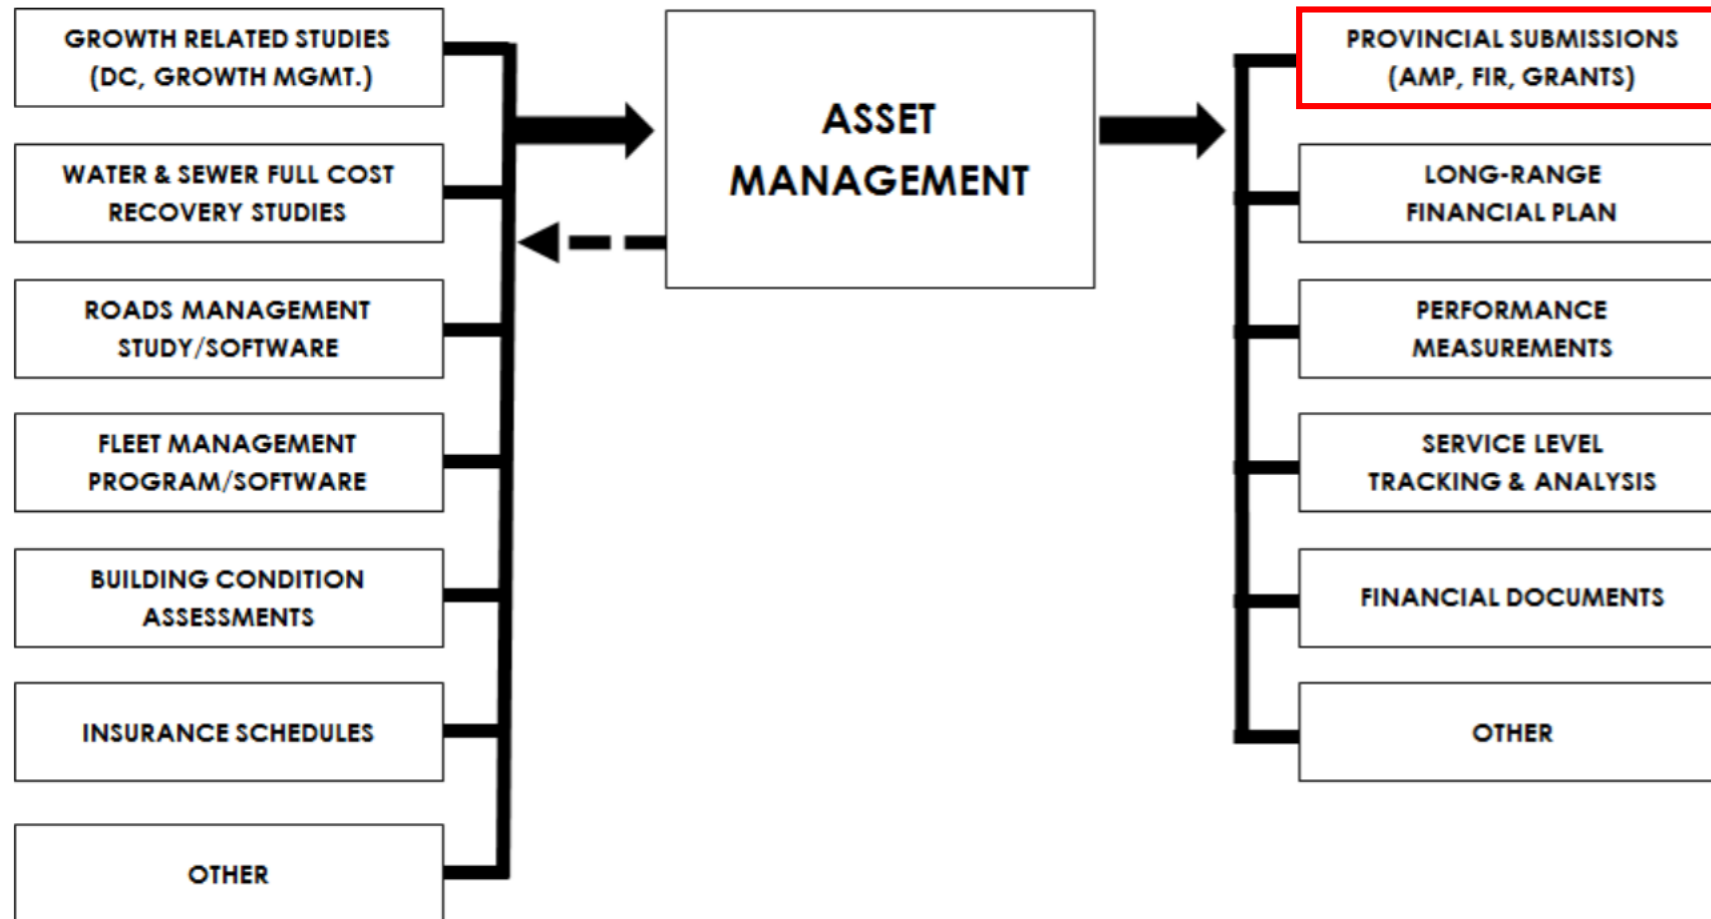 GROWTH RELATED STUDIES
(DC, GROWTH MGMT.)
WATER & SEWER FULL COST
RECOVERY STUDIES
ROADS MANAGEMENT
STUDY/SOFTWARE
FLEET MANAGEMENT
PROGRAM/SOFTWARE
BUILDING CONDITION
ASSESSMENTS
INSURANCE SCHEDULES
OTHER
ASSET
MANAGEMENT
PROVINCIAL SUBMISSIONS
(AMP, FIR, GRANTS)
LONG-RANGE
FINANCIAL PLAN
PERFORMANCE
MEASUREMENTS
SERVICE LEVEL
TRACKING & ANALYSIS
FINANCIAL DOCUMENTS
OTHER